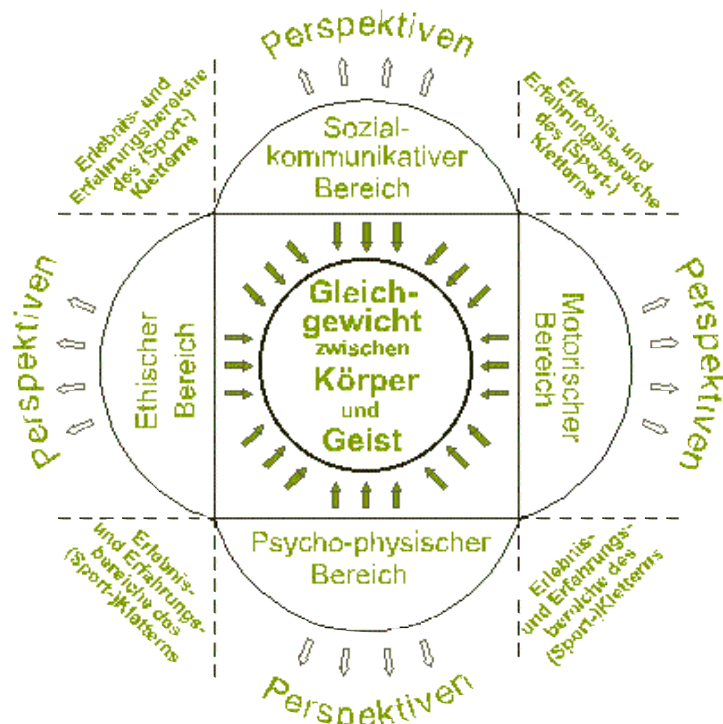 Perspektiven
Erlebnis- und
Erfahrungsbereiche
des (Sport-)
Kletterns
Sozial-
kommunikativer
Bereich
Erlebnis- und
Erfahrungsbereiche
des (Sport-)
Kletterns
Perspektiven
Ethischer
Bereich
Gleich-
gewicht
zwischen
Körper
und
Geist
Motorischer
Bereich
Perspektiven
Erlebnis-
und Erfahrungs-
bereiche des
(Sport-)Kletterns
Psycho-physischer
Bereich
Erlebnis-
und Erfahrungs-
bereiche des
(Sport-)Kletterns
Perspektiven